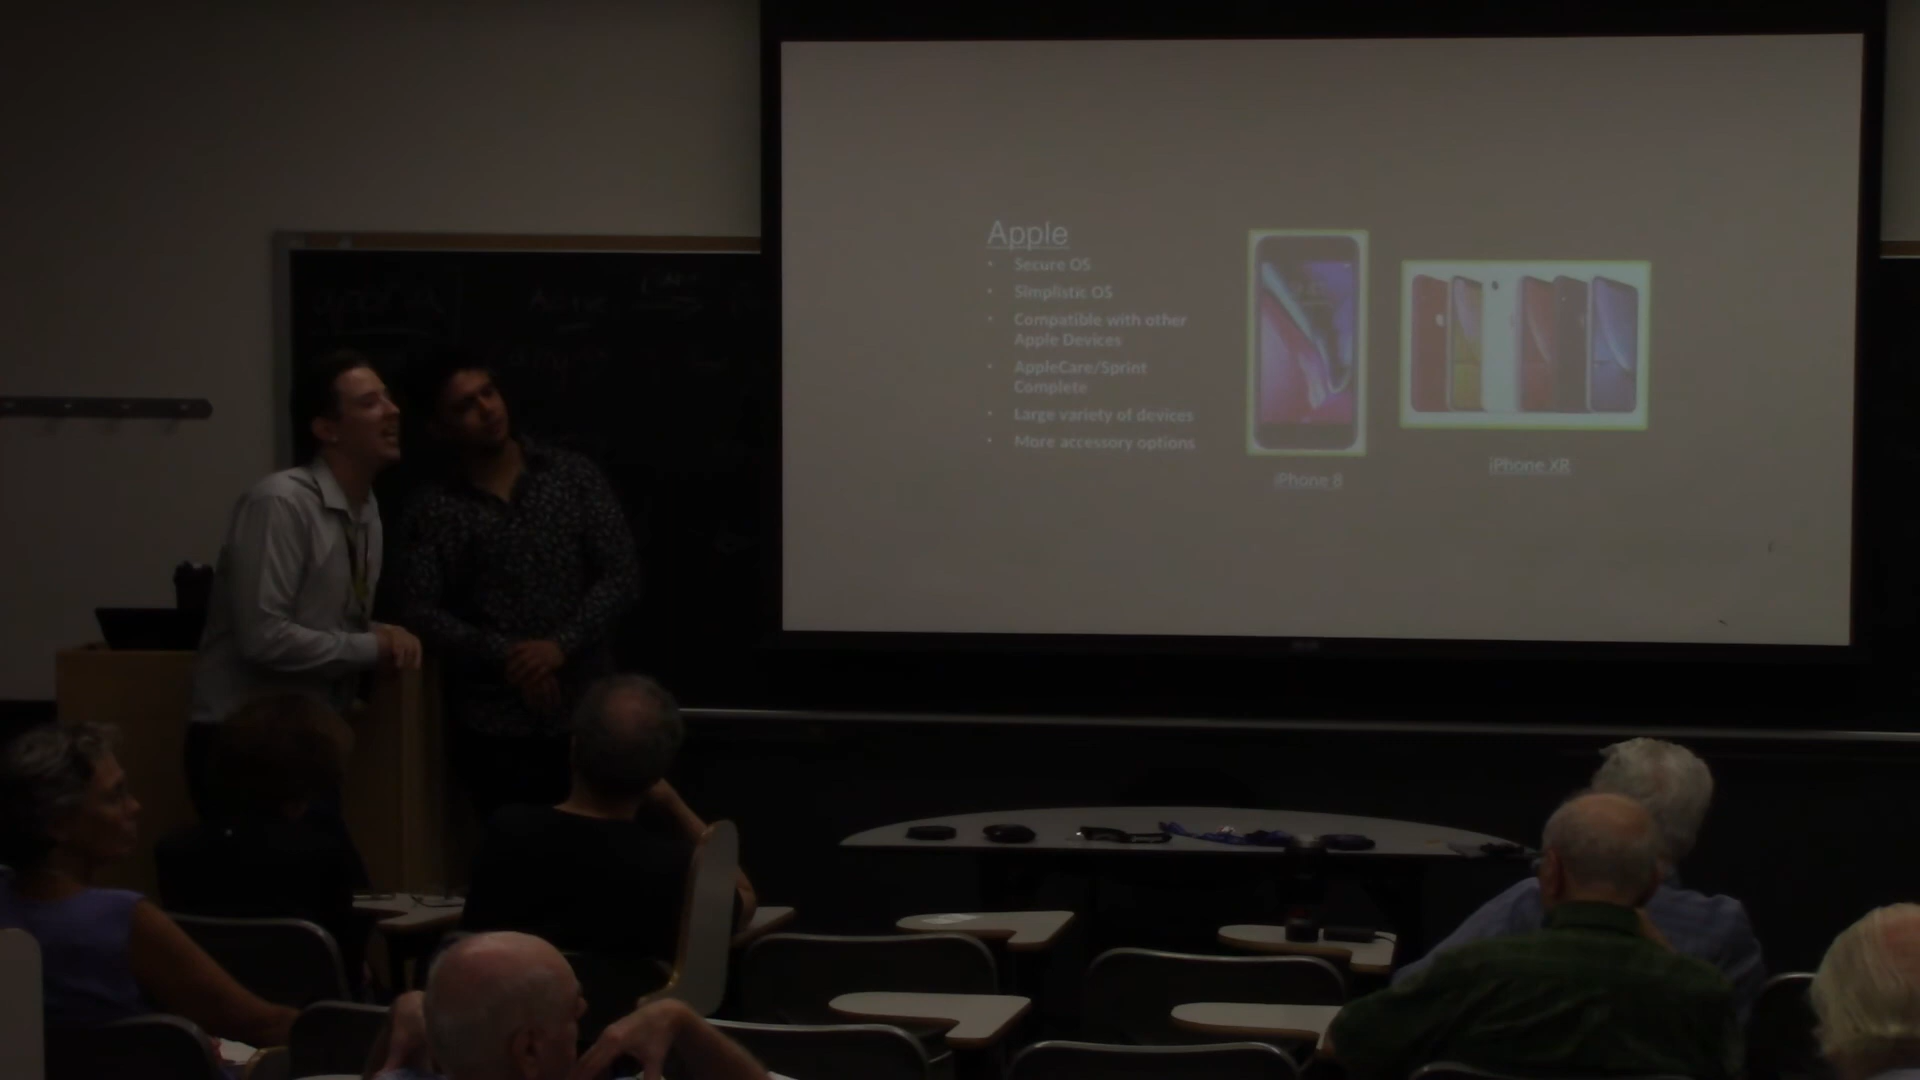 Apple
• Secure OS
• Simplistic OS
• Compatible with other
Apple Devices
• AppleCare/Sprint
Complete
• Large variety of devices
• More accessory options
iPhone 8
iPhone XR